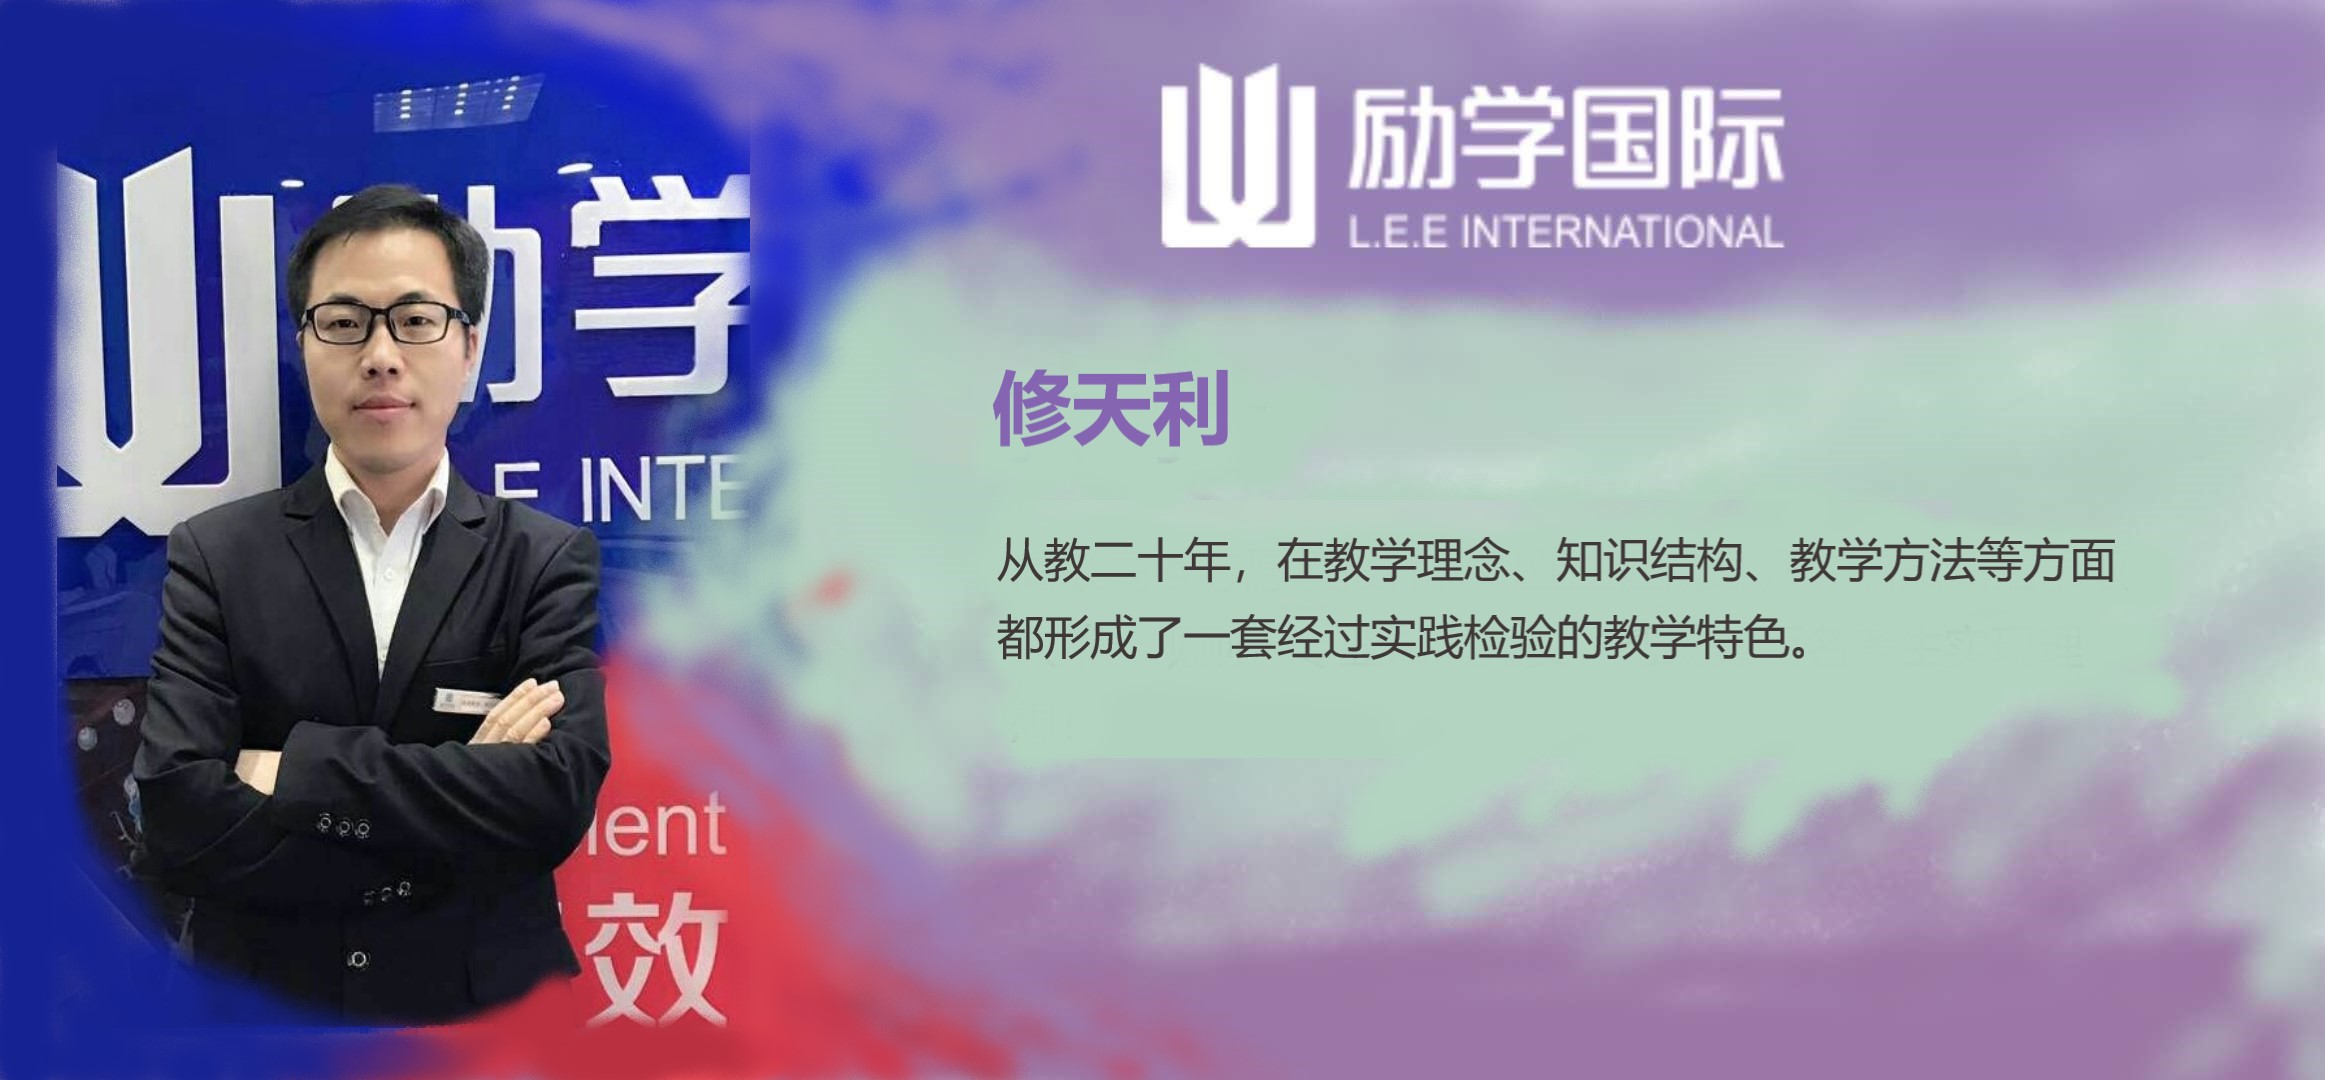 励学国际
L.E.E INTERNATIONAL
学
E INTE
修天利
从教二十年，在教学理念、知识结构、教学方法等方面
都形成了一套经过实践检验的教学特色。
ent
效